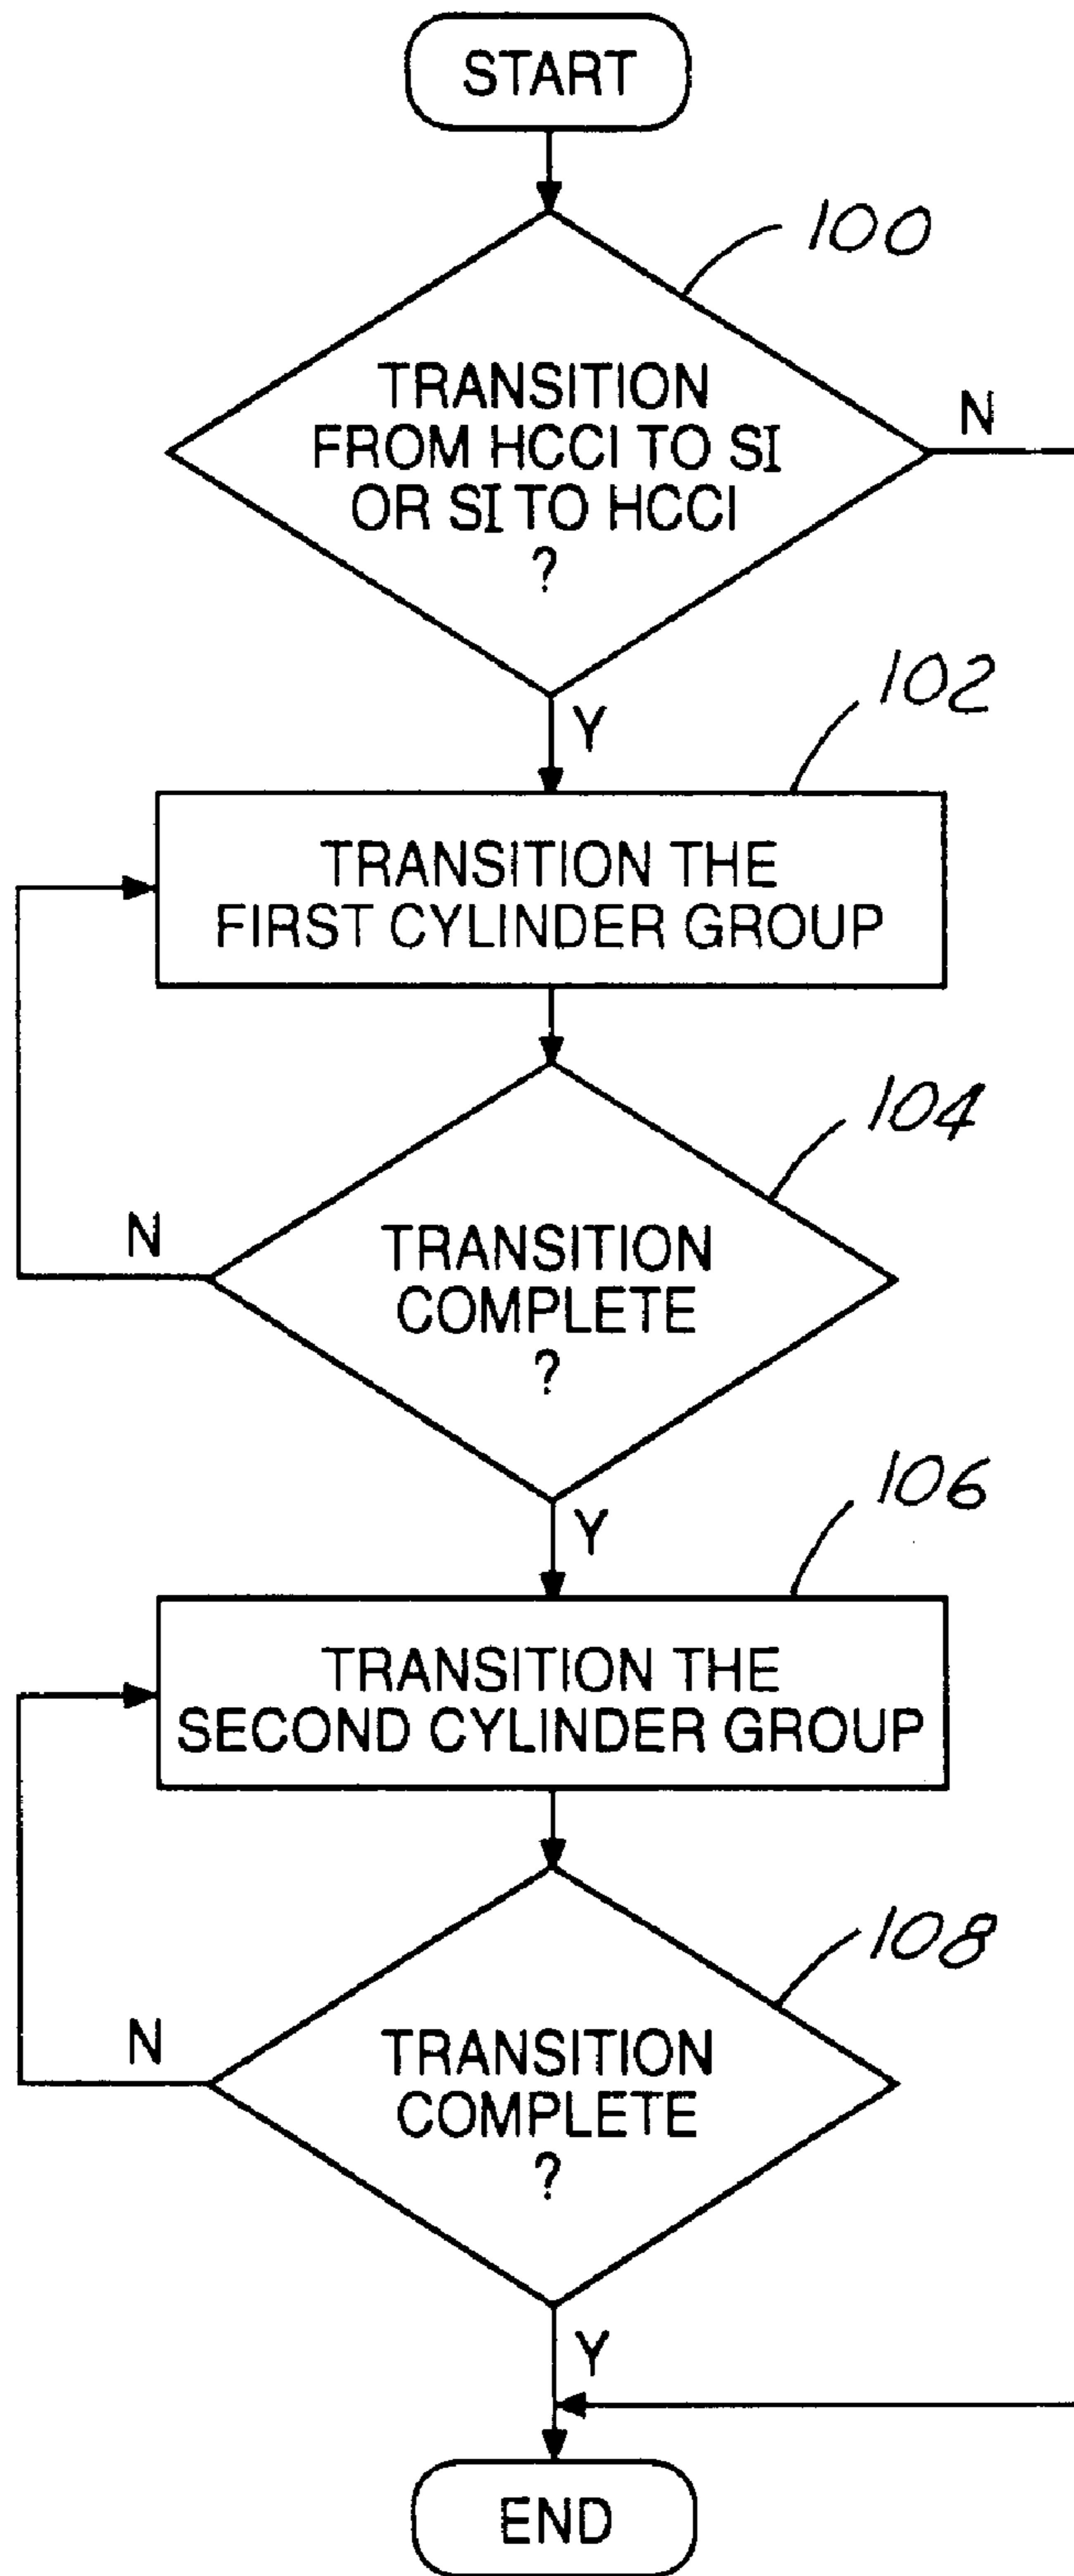 START
100
TRANSITION
FROM HCCI TO SI
OR SI TO HCCI
?
N
Y
102
TRANSITION THE
FIRST CYLINDER GROUP
104
TRANSITION
COMPLETE
?
N
Y
106
TRANSITION THE
SECOND CYLINDER GROUP
108
TRANSITION
COMPLETE
?
N
Y
END